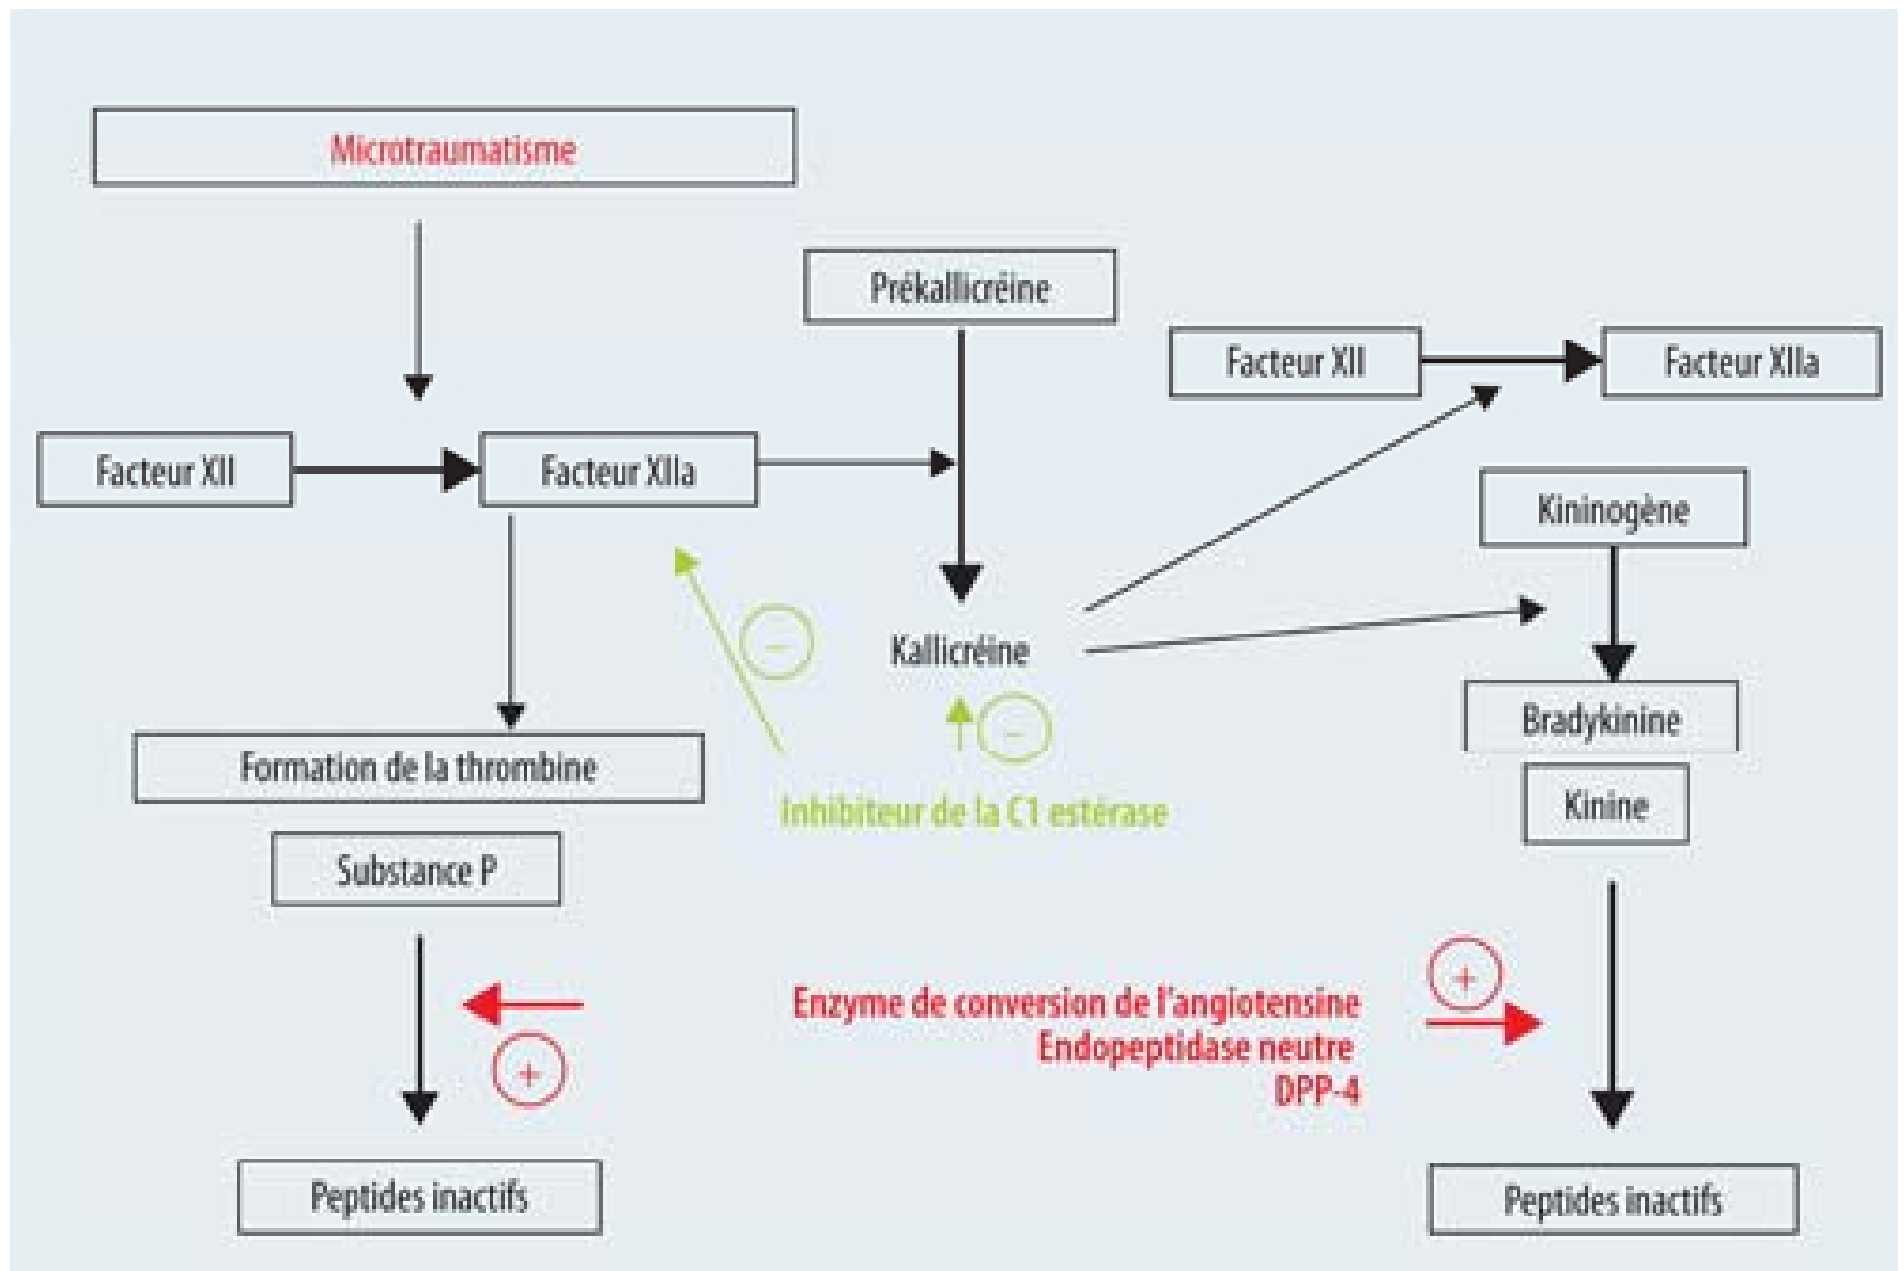 Microtraumatisme
Prékallicréine
Facteur XII
Facteur XIIa
Facteur XII
Facteur XIIa
Kininogène
–
Kallicréine
–
Bradykinine
Formation de la thrombine
Inhibiteur de la C1 estérase
Kinine
Substance P
+
Enzyme de conversion de l'angiotensine
Endopeptidase neutre
DPP-4
+
Peptides inactifs
Peptides inactifs